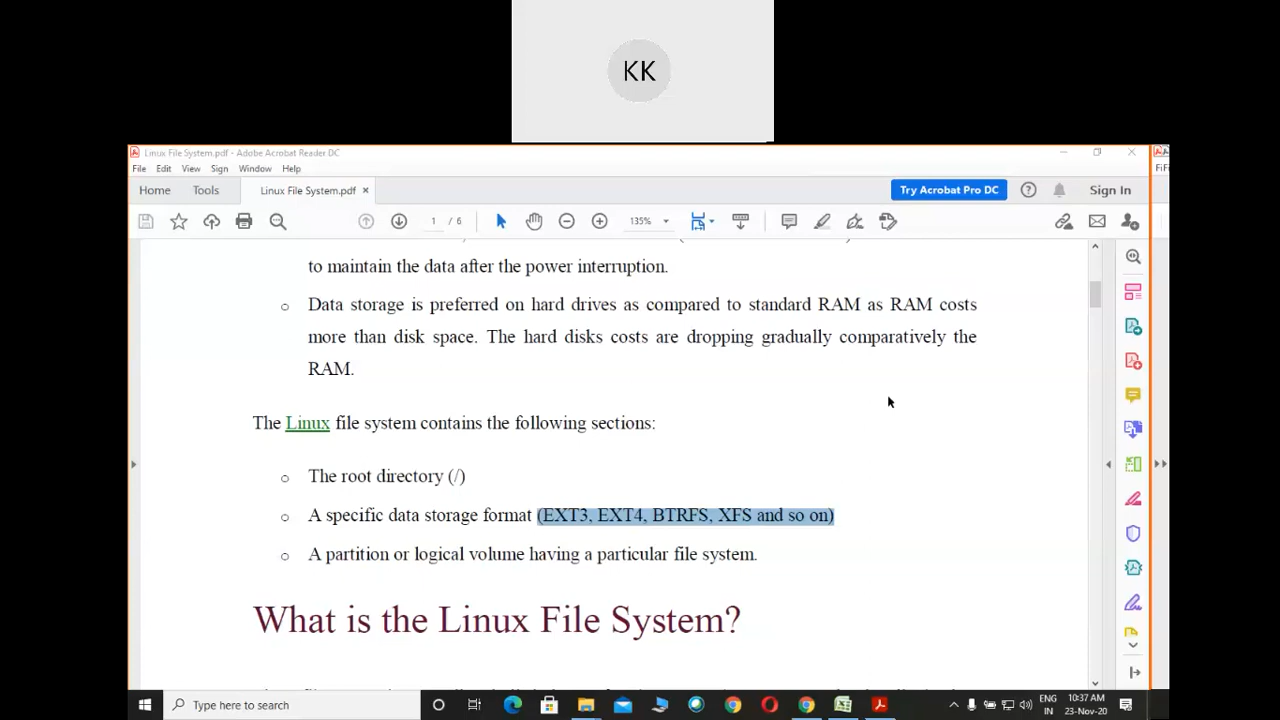 KK
Linux File System.pdf - Adobe Acrobat Reader DC
File Edit View Sign Window Help
Home Tools Linux File System.pdf × Try Acrobat Pro DC Sign In
1 / 6 135%
to maintain the data after the power interruption.
o Data storage is preferred on hard drives as compared to standard RAM as RAM costs
more than disk space. The hard disks costs are dropping gradually comparatively the
RAM.
The Linux file system contains the following sections:
o The root directory (/)
o A specific data storage format (EXT3, EXT4, BTRFS, XFS and so on)
o A partition or logical volume having a particular file system.
What is the Linux File System?
Type here to search
ENG 10:37 AM
IN 23-Nov-20